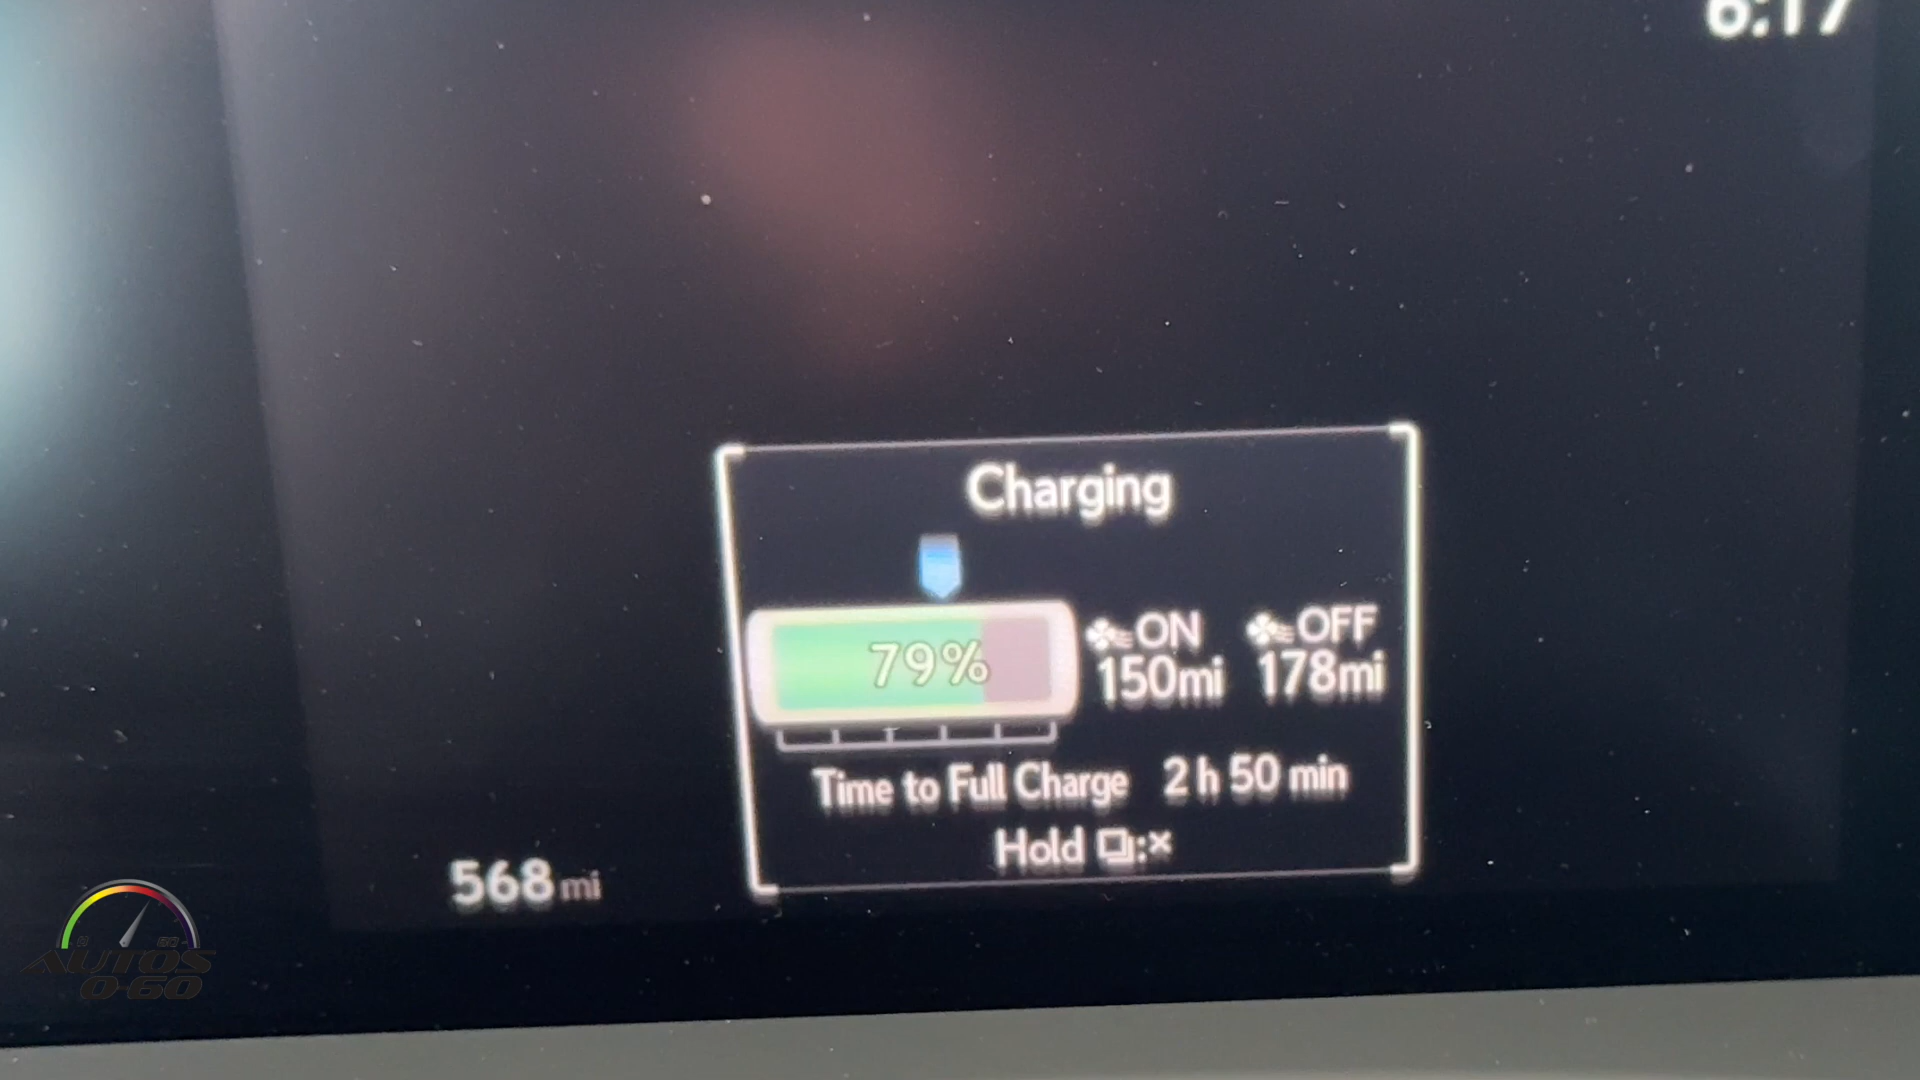 6:17
Charging
79%
ON OFF
150mi 178mi
Time to Full Charge 2 h 50 min
Hold :×
568 mi
AUTOS
0-60